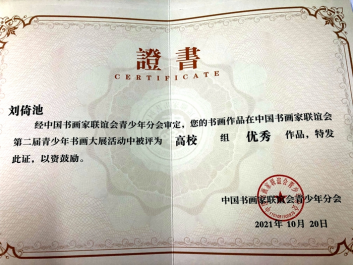 證書
CERTIFICATE
刘倚池
经中国书画家联谊会青少年分会审定，您的书画作品在中国书画家联谊会
第二届青少年书画大展活动中被评为 高校 组 优秀 作品，特发
此证，以资鼓励。
中国书画家联谊会青少年分会
2021年 10月 20日